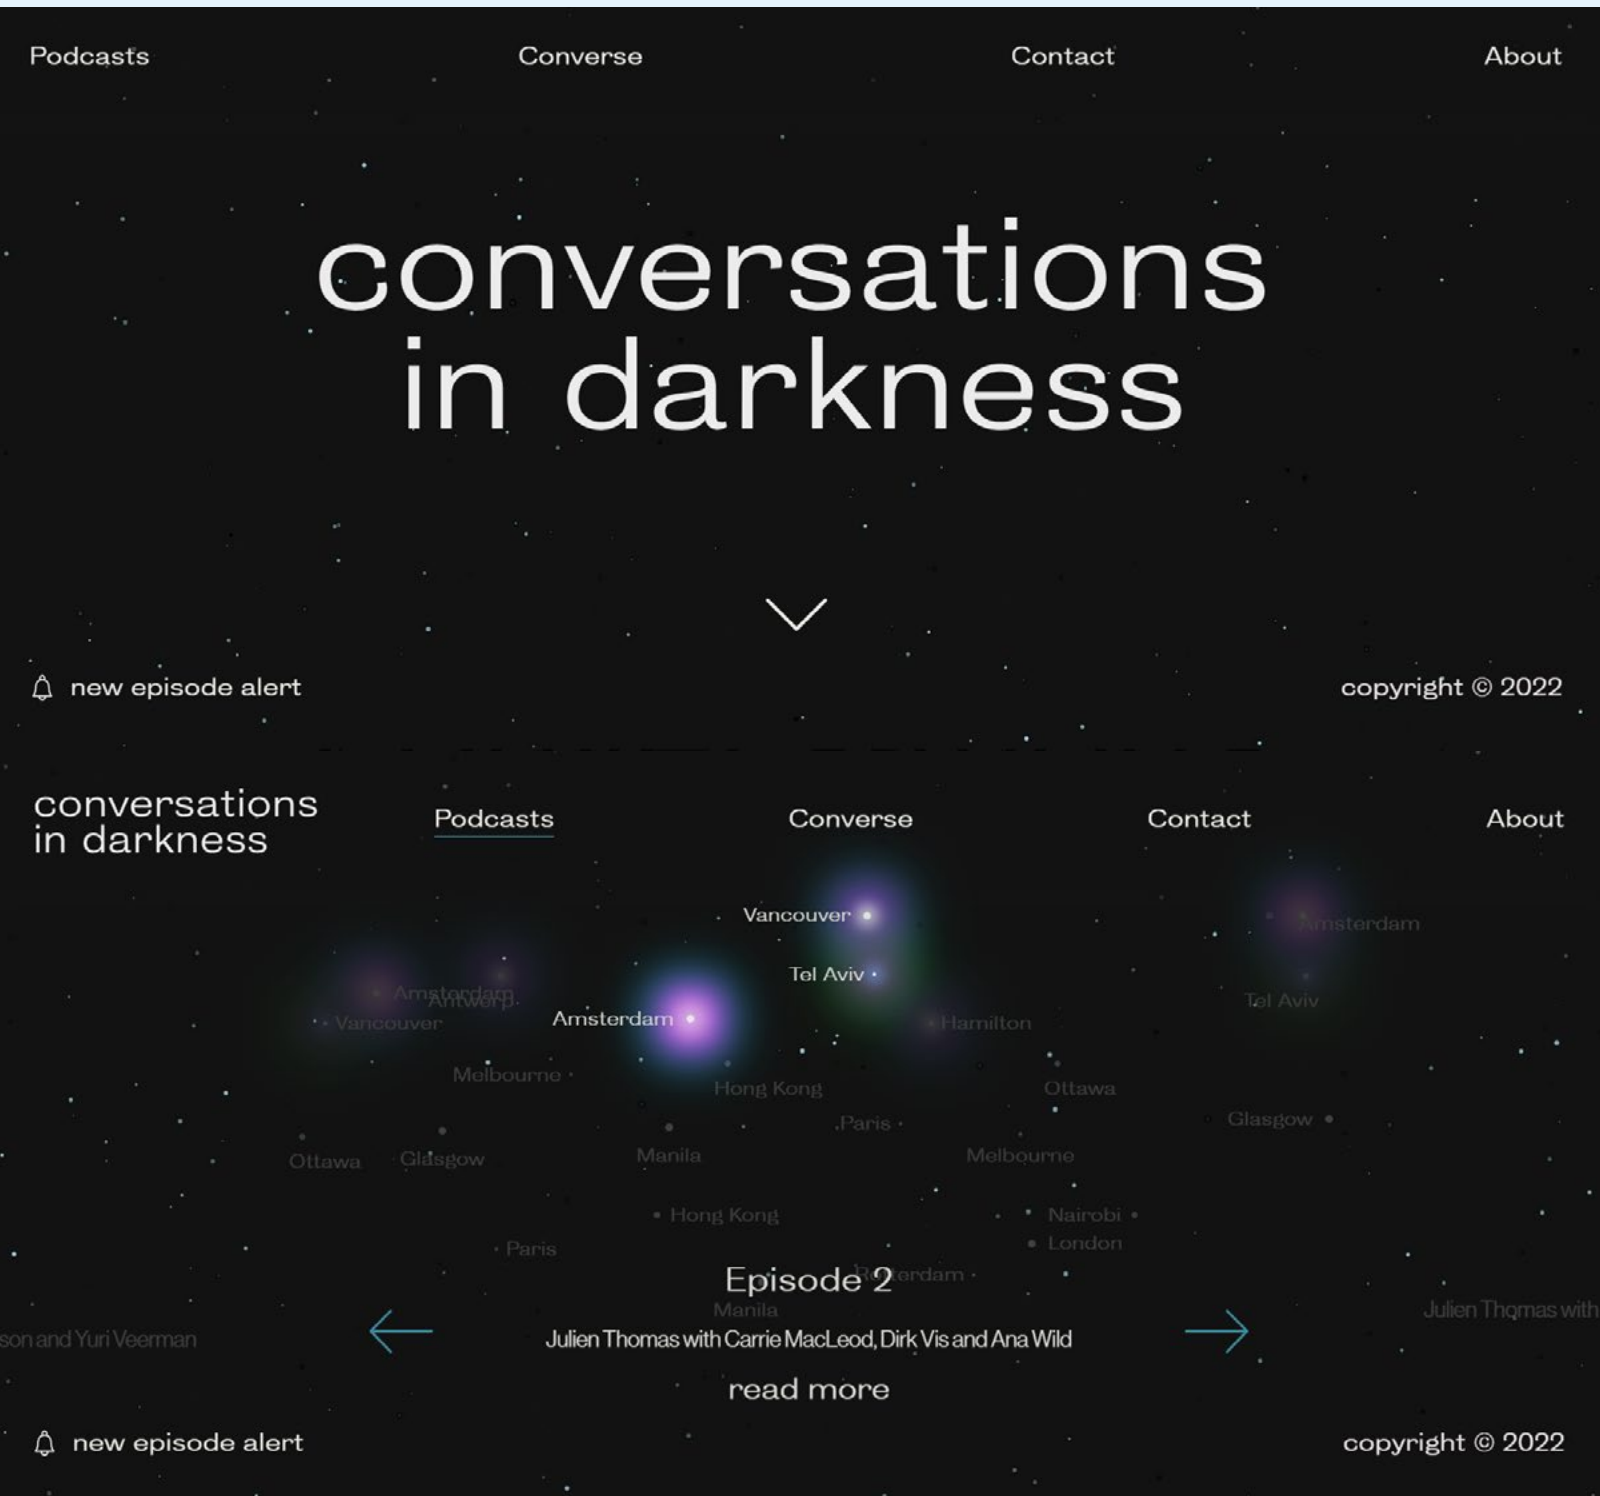 Podcasts
Converse
Contact
About
conversations
in darkness
new episode alert
copyright © 2022
conversations
in darkness
Podcasts
Converse
Contact
About
Vancouver
Amsterdam
Tel Aviv
Amsterdam
Antwerp
Tel Aviv
Amsterdam
Vancouver
Hamilton
Melbourne
Hong Kong
Ottawa
Paris
Glasgow
Ottawa
Glasgow
Manila
Melbourne
Hong Kong
Nairobi
Paris
London
Episode 2
Rotterdam
Manila
Julien Thomas with
son and Yuri Veerman
Julien Thomas with Carrie MacLeod, Dirk Vis and Ana Wild
read more
new episode alert
copyright © 2022